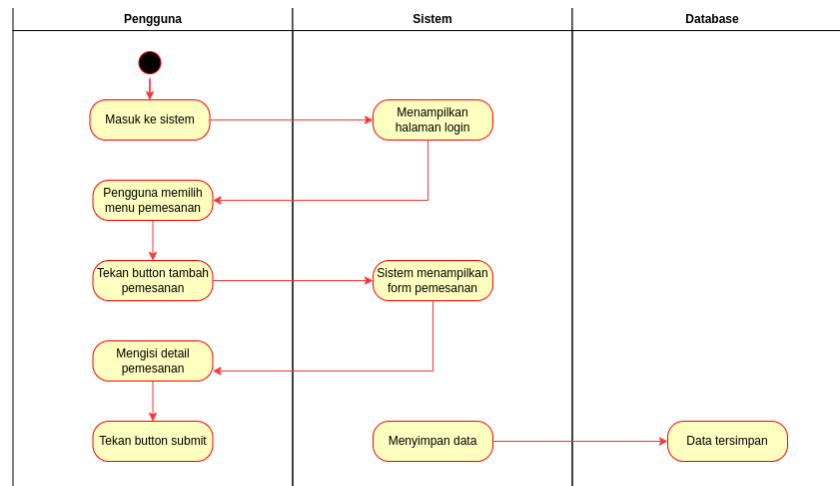 Pengguna
Sistem
Database
Masuk ke sistem
Menampilkan
halaman login
Pengguna memilih
menu pemesanan
Tekan button tambah
pemesanan
Sistem menampilkan
form pemesanan
Mengisi detail
pemesanan
Tekan button submit
Menyimpan data
Data tersimpan